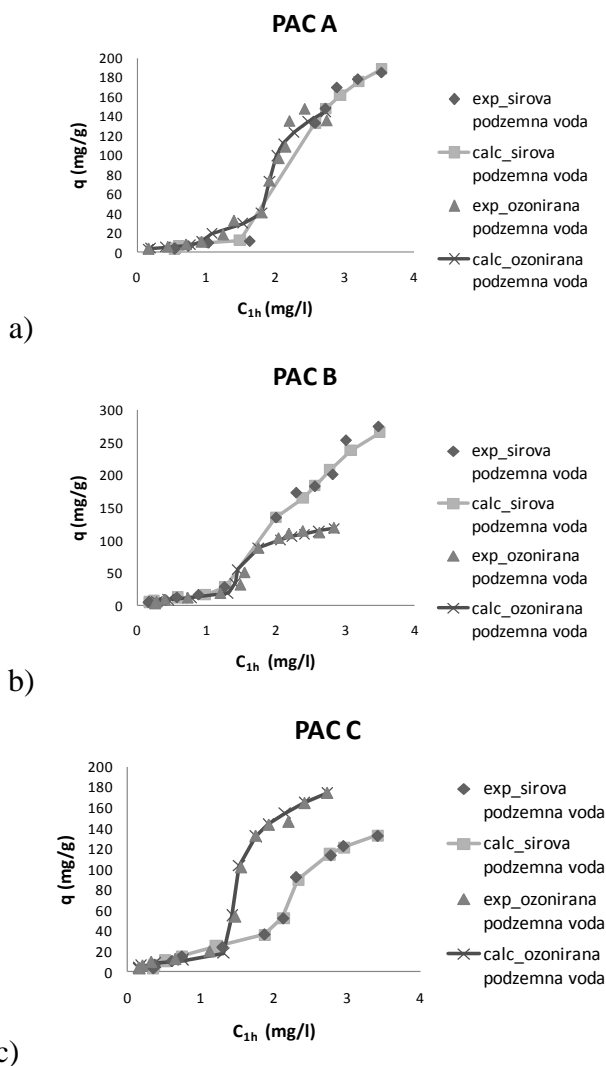 PAC A
q (mg/g)
200
180
160
140
120
100
80
60
40
20
0
0 1 2 3 4
C1h (mg/l)
exp_sirova
podzemna voda
calc_sirova
podzemna voda
exp_ozonirana
podzemna voda
calc_ozonirana
podzemna voda
a)
PAC B
q (mg/g)
300
250
200
150
100
50
0
0 1 2 3 4
C1h (mg/l)
exp_sirova
podzemna voda
calc_sirova
podzemna voda
exp_ozonirana
podzemna voda
calc_ozonirana
podzemna voda
b)
PAC C
q (mg/g)
200
180
160
140
120
100
80
60
40
20
0
0 1 2 3 4
C1h (mg/l)
exp_sirova
podzemna voda
calc_sirova
podzemna voda
exp_ozonirana
podzemna voda
calc_ozonirana
podzemna voda
c)